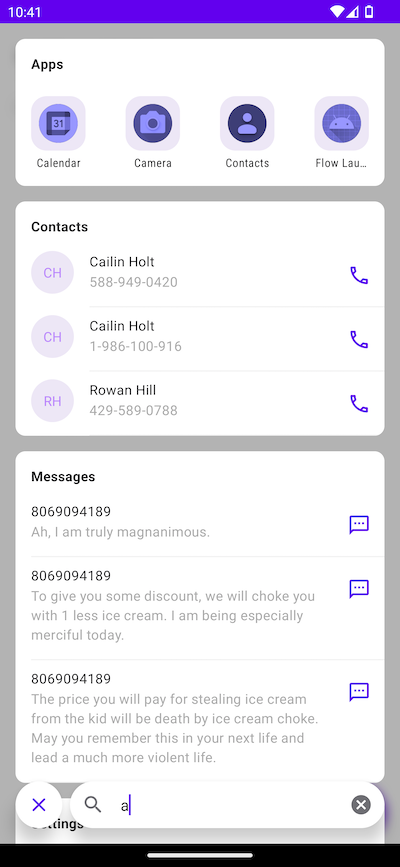 10:41
Apps
31
Calendar
Camera
Contacts
Flow Lau...
Contacts
CH
Cailin Holt
588-949-0420
CH
Cailin Holt
1-986-100-916
RH
Rowan Hill
429-589-0788
Messages
8069094189
Ah, I am truly magnanimous.
8069094189
To give you some discount, we will choke you
with 1 less ice cream. I am being especially
merciful today.
8069094189
The price you will pay for stealing ice cream
from the kid will be death by ice cream choke.
May you remember this in your next life and
lead a much more violent life.
a
Settings